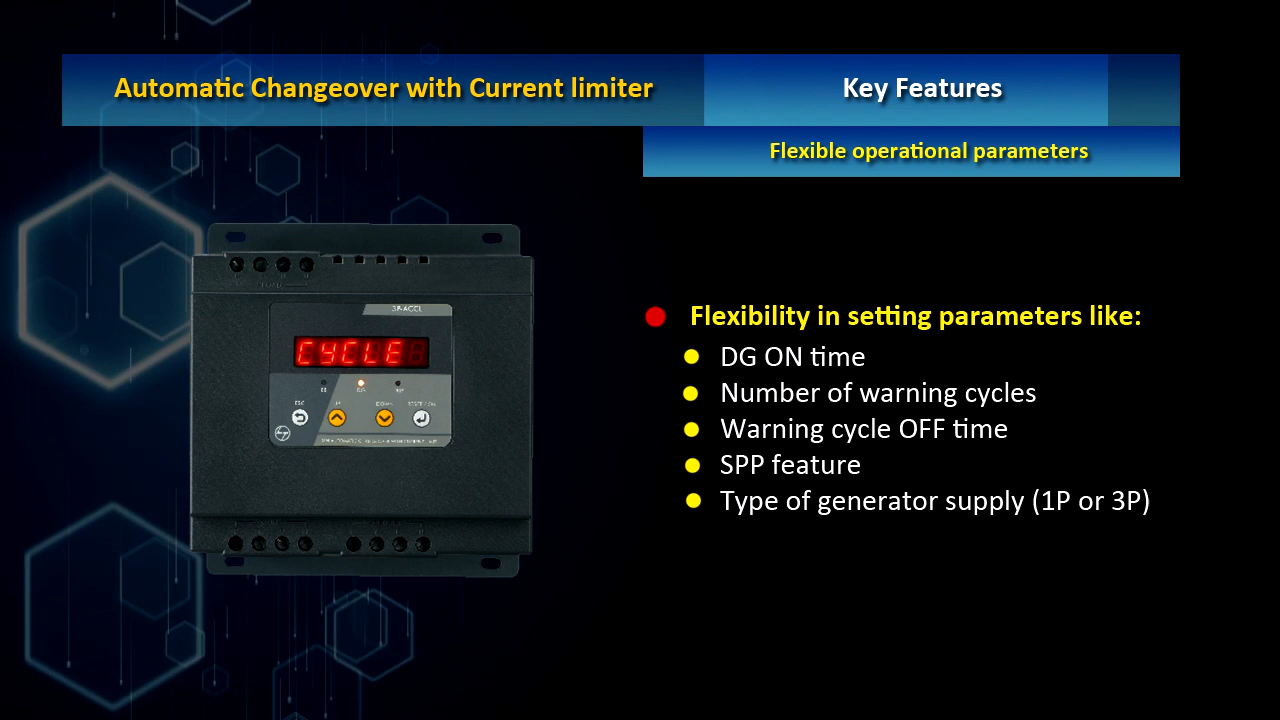 Automatic Changeover with Current limiter
Key Features
Flexible operational parameters
3P-ACCL
CYCLE
ESC
Flexibility in setting parameters like:
DG ON time
Number of warning cycles
Warning cycle OFF time
SPP feature
Type of generator supply (1P or 3P)